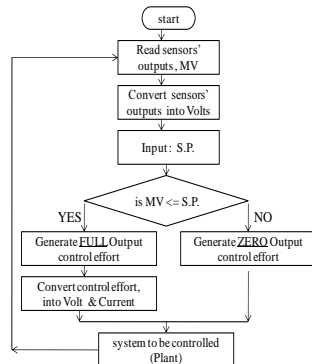 start
Read sensors'
outputs, MV
Convert sensors'
outputs into Volts
Input: S.P.
is MV <= S.P.
YES
NO
Generate FULL Output
control effort
Generate ZERO Output
control effort
Convert control effort,
into Volt & Current
system to be controlled
(Plant)